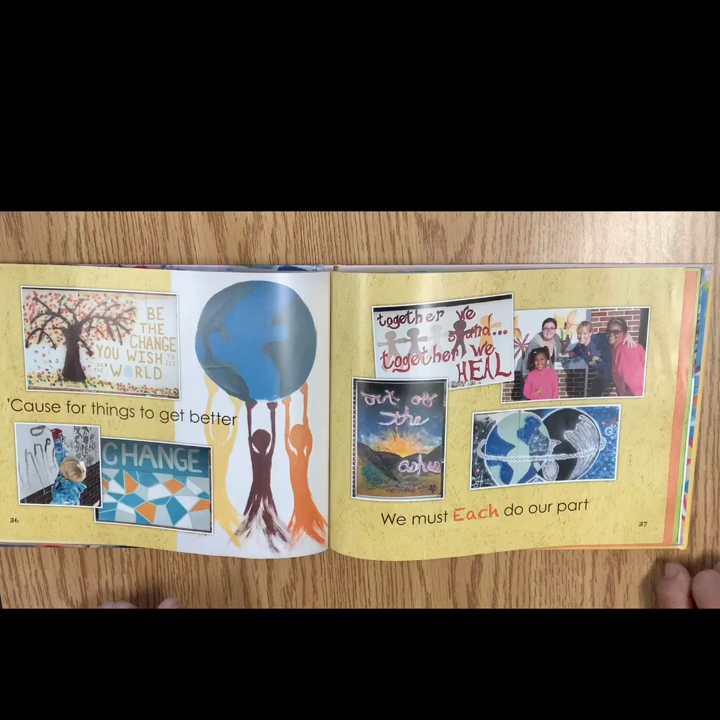 BE
THE
CHANGE
YOU WISH TO
WORLD
'Cause for things to get better
CHANGE
36
together we
stand...
together we
HEAL
out of
the
ashes
We must Each do our part
37